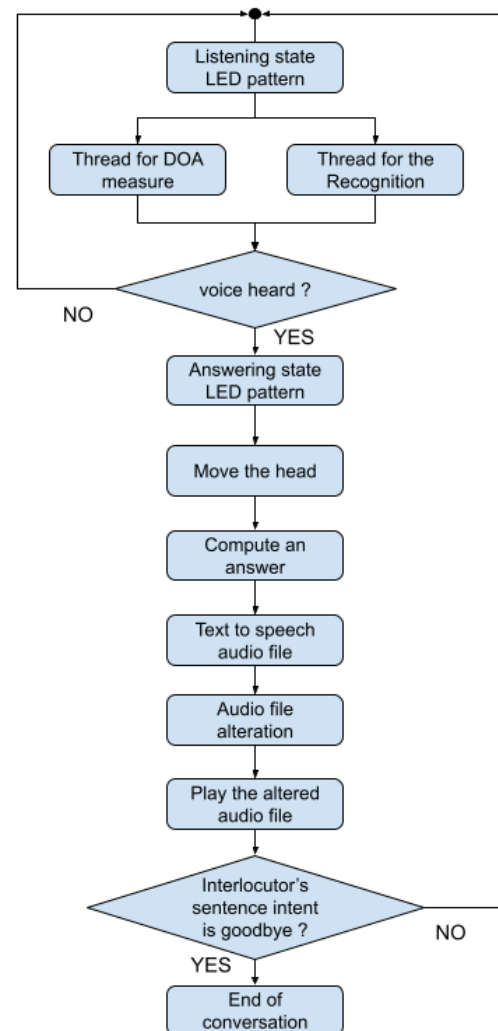 Listening state
LED pattern
Thread for DOA
measure
Thread for the
Recognition
voice heard ?
NO
YES
Answering state
LED pattern
Move the head
Compute an
answer
Text to speech
audio file
Audio file
alteration
Play the altered
audio file
Interlocutor's
sentence intent
is goodbye ?
NO
YES
End of
conversation